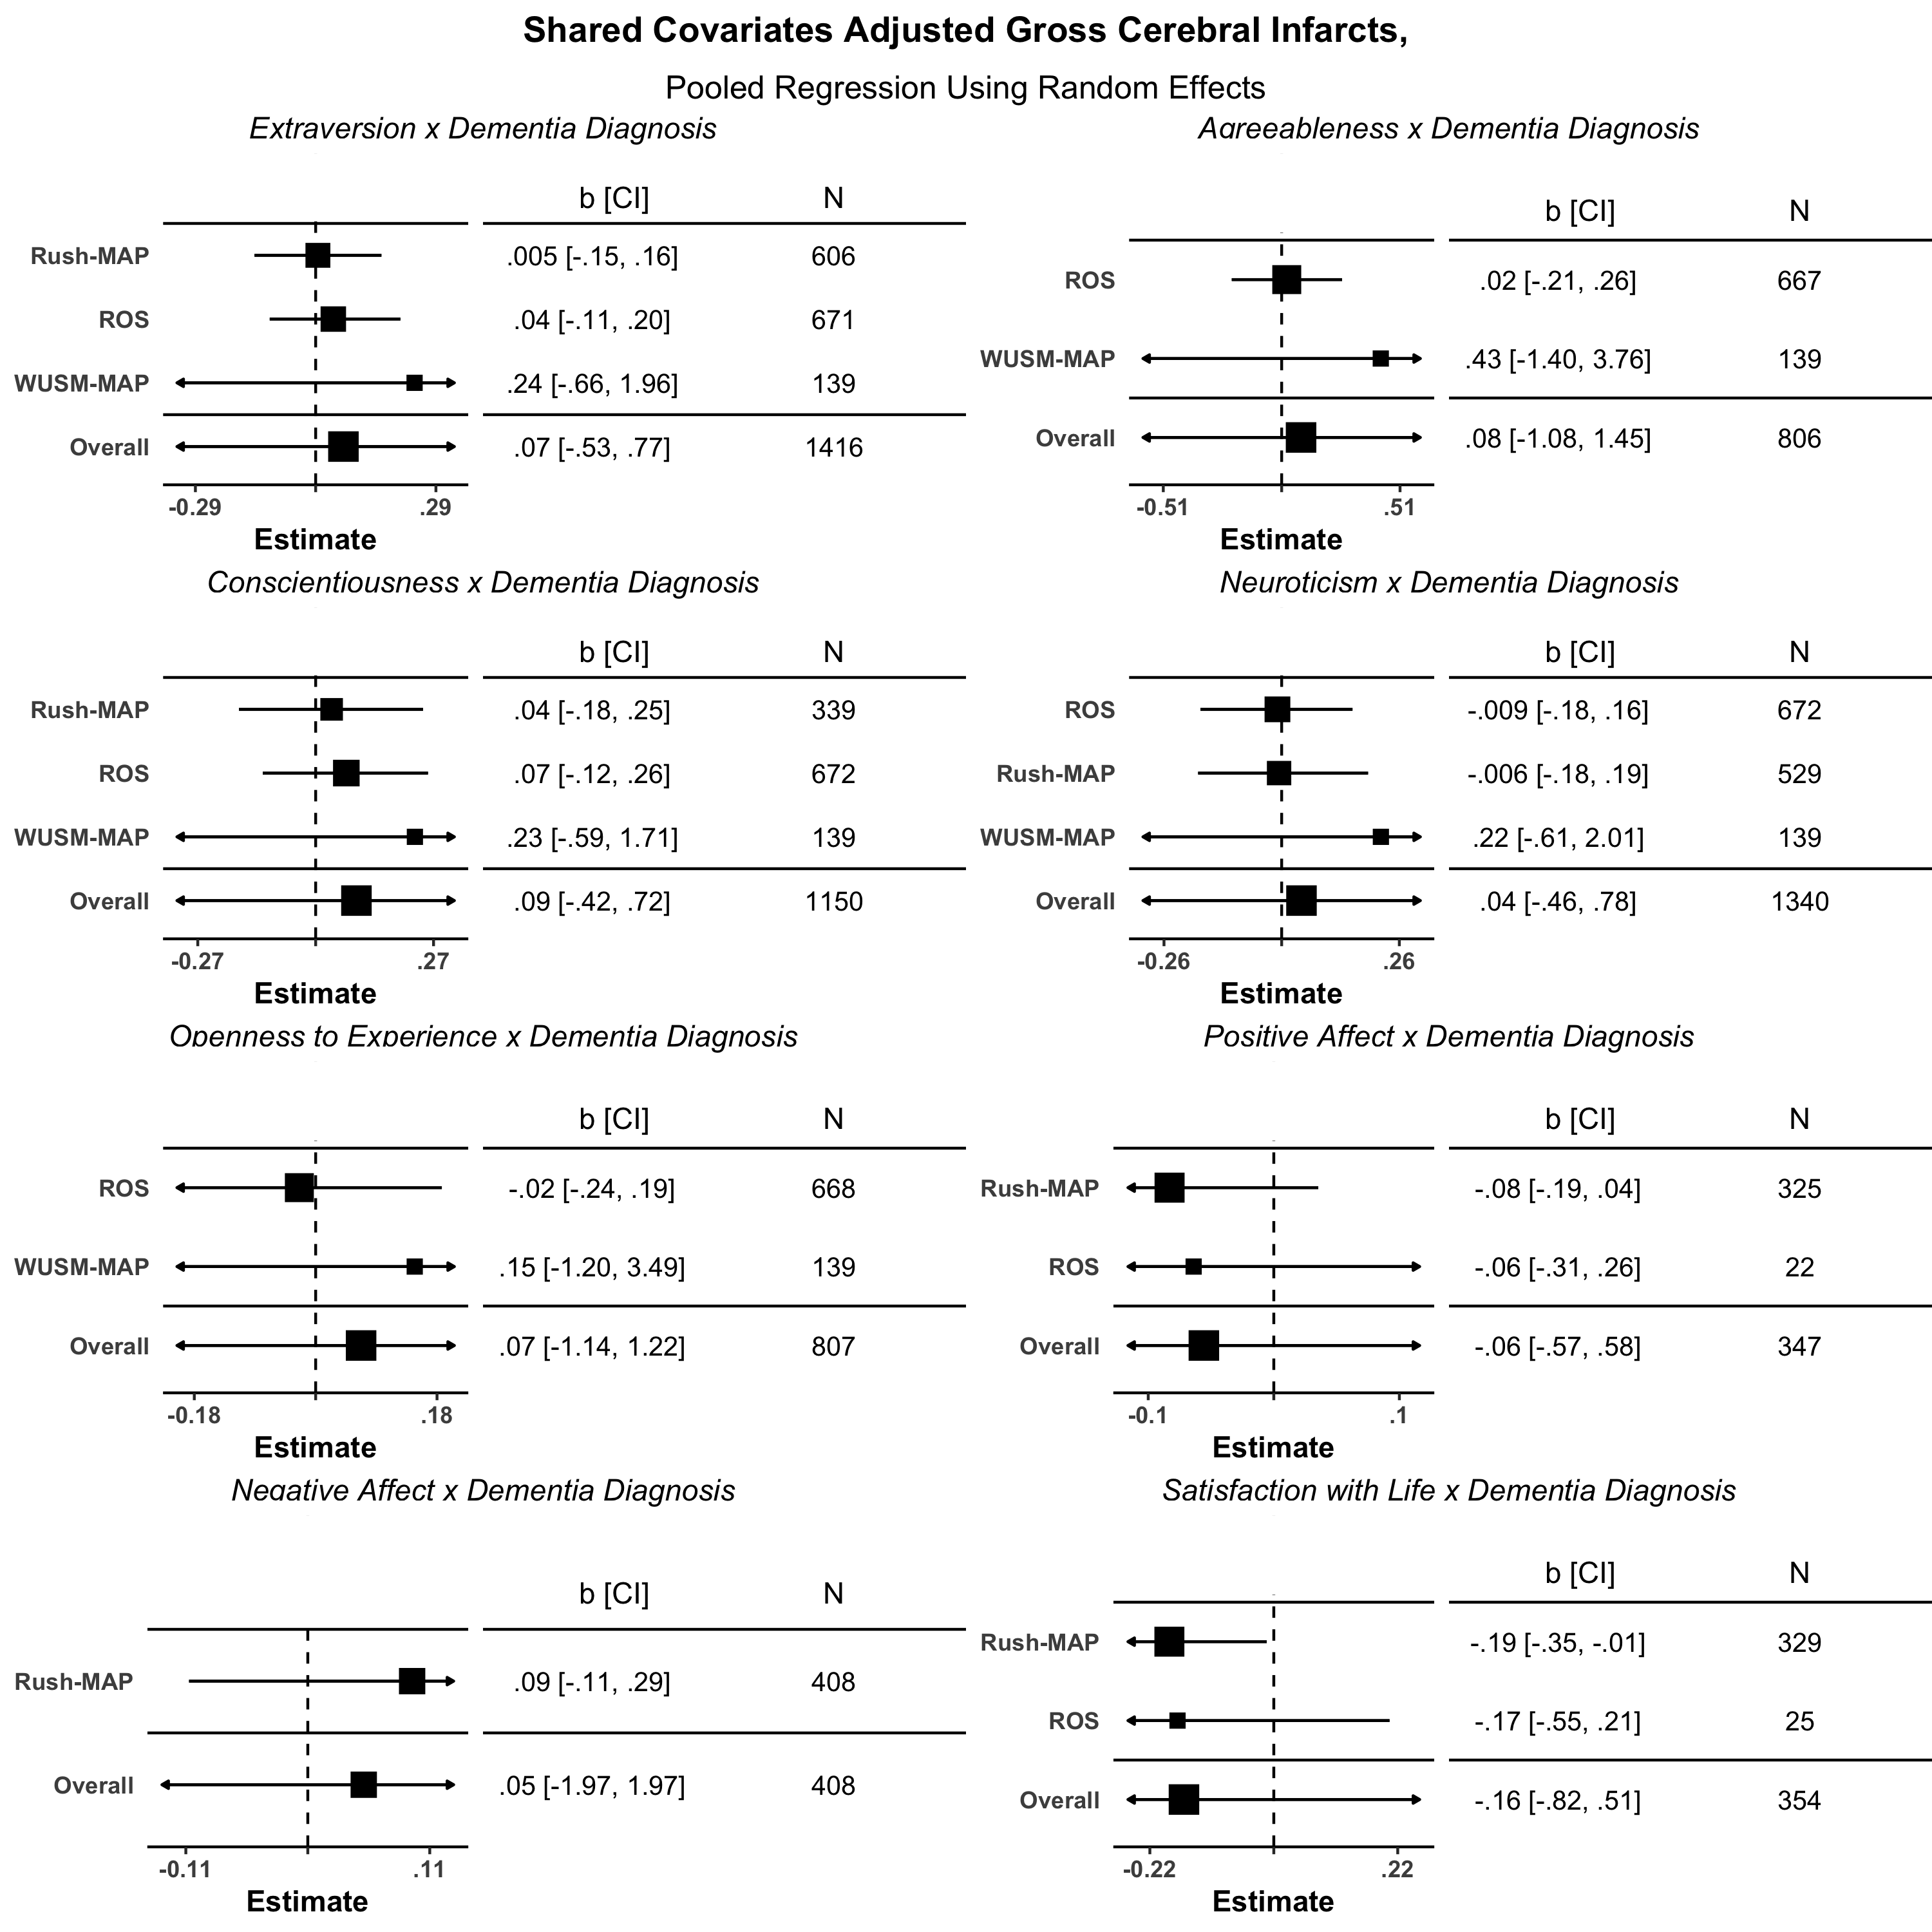 Shared Covariates Adjusted Gross Cerebral Infarcts,
Pooled Regression Using Random Effects
Extraversion x Dementia Diagnosis
b [CI] N
Rush-MAP .005 [-.15, .16] 606
ROS .04 [-.11, .20] 671
WUSM-MAP .24 [-.66, 1.96] 139
Overall .07 [-.53, .77] 1416
-0.29 .29
Estimate
Agreeableness x Dementia Diagnosis
b [CI] N
ROS .02 [-.21, .26] 667
WUSM-MAP .43 [-1.40, 3.76] 139
Overall .08 [-1.08, 1.45] 806
-0.51 .51
Estimate
Conscientiousness x Dementia Diagnosis
b [CI] N
Rush-MAP .04 [-.18, .25] 339
ROS .07 [-.12, .26] 672
WUSM-MAP .23 [-.59, 1.71] 139
Overall .09 [-.42, .72] 1150
-0.27 .27
Estimate
Neuroticism x Dementia Diagnosis
b [CI] N
ROS -.009 [-.18, .16] 672
Rush-MAP -.006 [-.18, .19] 529
WUSM-MAP .22 [-.61, 2.01] 139
Overall .04 [-.46, .78] 1340
-0.26 .26
Estimate
Openness to Experience x Dementia Diagnosis
b [CI] N
ROS -.02 [-.24, .19] 668
WUSM-MAP .15 [-1.20, 3.49] 139
Overall .07 [-1.14, 1.22] 807
-0.18 .18
Estimate
Positive Affect x Dementia Diagnosis
b [CI] N
Rush-MAP -.08 [-.19, .04] 325
ROS -.06 [-.31, .26] 22
Overall -.06 [-.57, .58] 347
-0.1 .1
Estimate
Negative Affect x Dementia Diagnosis
b [CI] N
Rush-MAP .09 [-.11, .29] 408
Overall .05 [-1.97, 1.97] 408
-0.11 .11
Estimate
Satisfaction with Life x Dementia Diagnosis
b [CI] N
Rush-MAP -.19 [-.35, -.01] 329
ROS -.17 [-.55, .21] 25
Overall -.16 [-.82, .51] 354
-0.22 .22
Estimate